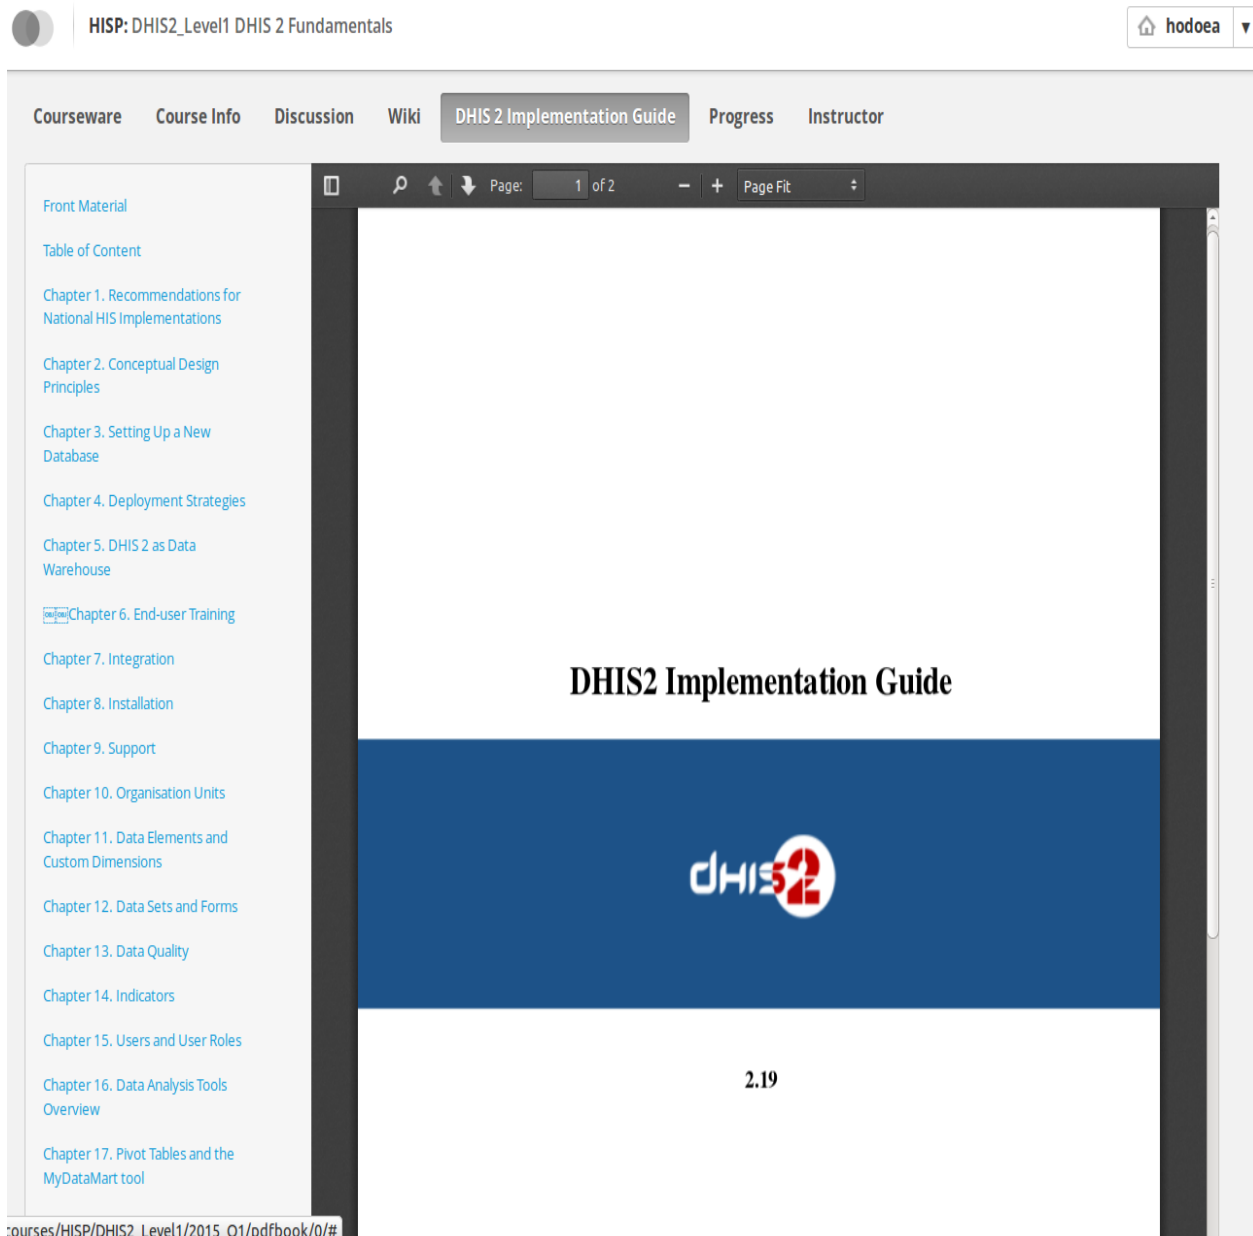 HISP: DHIS2_Level1 DHIS 2 Fundamentals
hodoea
Courseware Course Info Discussion Wiki DHIS 2 Implementation Guide Progress Instructor
Page: 1 of 2 Page Fit
Front Material
Table of Content
Chapter 1. Recommendations for
National HIS Implementations
Chapter 2. Conceptual Design
Principles
Chapter 3. Setting Up a New
Database
Chapter 4. Deployment Strategies
Chapter 5. DHIS 2 as Data
Warehouse
Chapter 6. End-user Training
Chapter 7. Integration
Chapter 8. Installation
Chapter 9. Support
Chapter 10. Organisation Units
Chapter 11. Data Elements and
Custom Dimensions
Chapter 12. Data Sets and Forms
Chapter 13. Data Quality
Chapter 14. Indicators
Chapter 15. Users and User Roles
Chapter 16. Data Analysis Tools
Overview
Chapter 17. Pivot Tables and the
MyDataMart tool
courses/HISP/DHIS2_Level1/2015_Q1/pdfbook/0/#
DHIS2 Implementation Guide
dHIS2
2.19